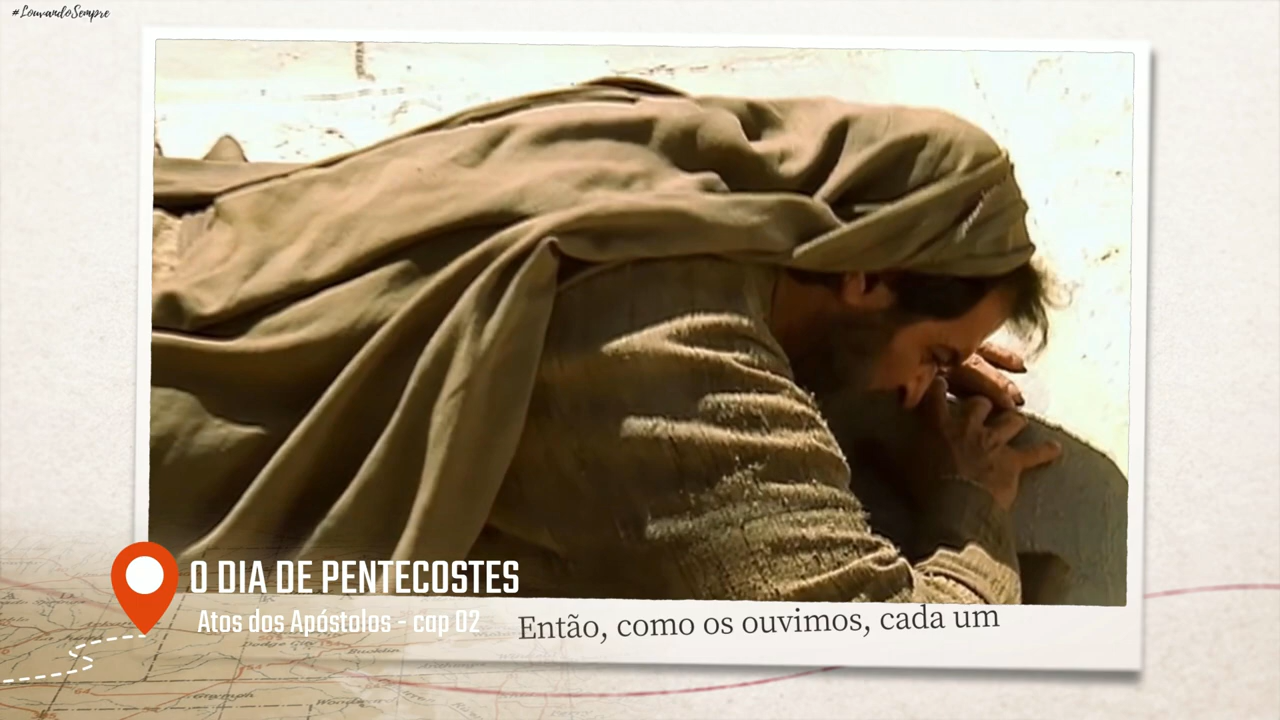 #LouvandoSempre
O DIA DE PENTECOSTES
Atos dos Apóstolos - cap 02
Então, como os ouvimos, cada um